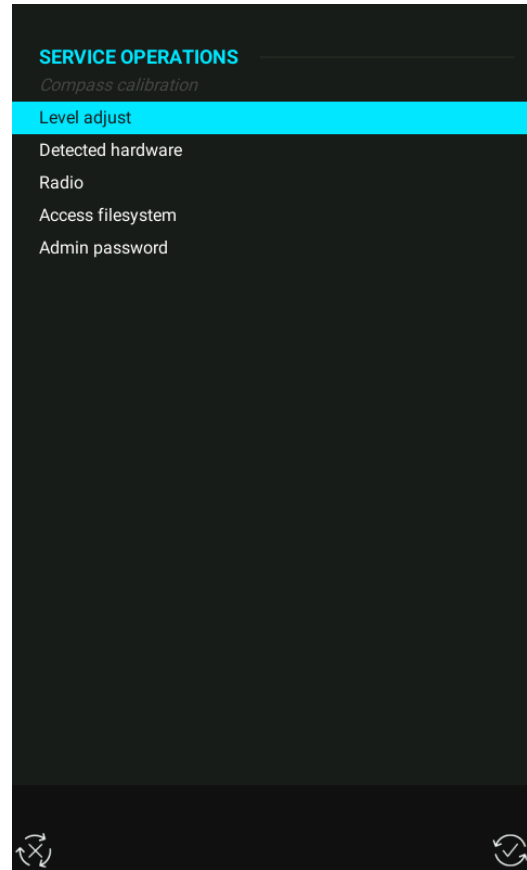 SERVICE OPERATIONS
Compass calibration
Level adjust
Detected hardware
Radio
Access filesystem
Admin password